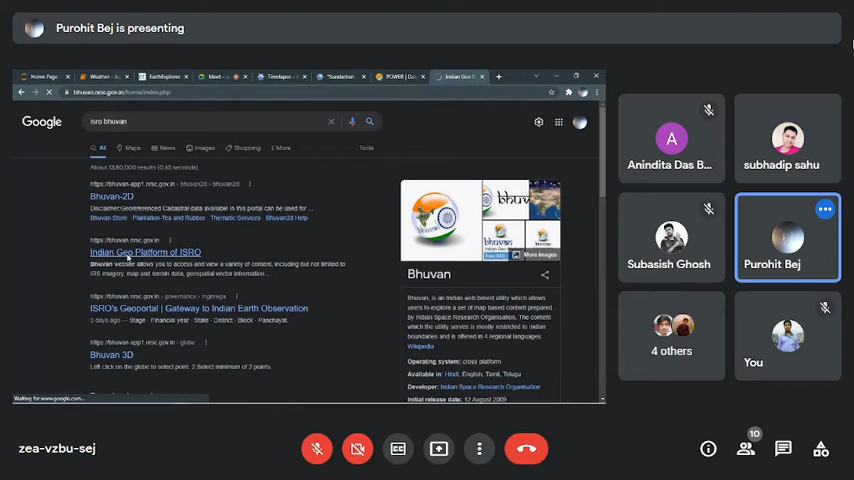 Purohit Bej is presenting
Home Page
EarthExplorer
Meet
Timelapse
*Sundarban
POWER | Da
Indian Geo
bhuvan.nrsc.gov.in/home/index.php
Google
isro bhuvan
All
Maps
News
Images
Shopping
More
Tools
About 13,80,000 results (0.65 seconds)
https://bhuvan-app1.nrsc.gov.in › bhuvan2d › bhuvan2d
Bhuvan-2D
Disclaimer:Georeferenced Cadastral data available in this portal can be used for ...
Bhuvan Store · Plantation-Tea and Rubber · Thematic Services · Bhuvan2d Help
https://bhuvan.nrsc.gov.in
Indian Geo Platform of ISRO
Bhuvan website allows you to access and view a variety of content, including but not limited to
IRS imagery, map and terrain data, geospatial vector information ...
https://bhuvan.nrsc.gov.in › governance › mgnrega
ISRO's Geoportal | Gateway to Indian Earth Observation
3 days ago — Stage · Financial year · State · District · Block · Panchayat.
https://bhuvan-app1.nrsc.gov.in › globe
Bhuvan 3D
Left click on the globe to select point. 2.Select minimum of 2 points.
Waiting for www.google.com...
More images
Bhuvan
Bhuvan, is an Indian web based utility which allows
users to explore a set of map based content prepared
by Indian Space Research Organisation. The content
which the utility serves is mostly restricted to Indian
boundaries and is offered in 4 regional languages.
Wikipedia
Operating system: cross platform
Available in: Hindi, English, Tamil, Telugu
Developer: Indian Space Research Organisation
Initial release date: 12 August 2009
A
Anindita Das B...
subhadip sahu
Subasish Ghosh
Purohit Bej
4 others
You
zea-vzbu-sej
10